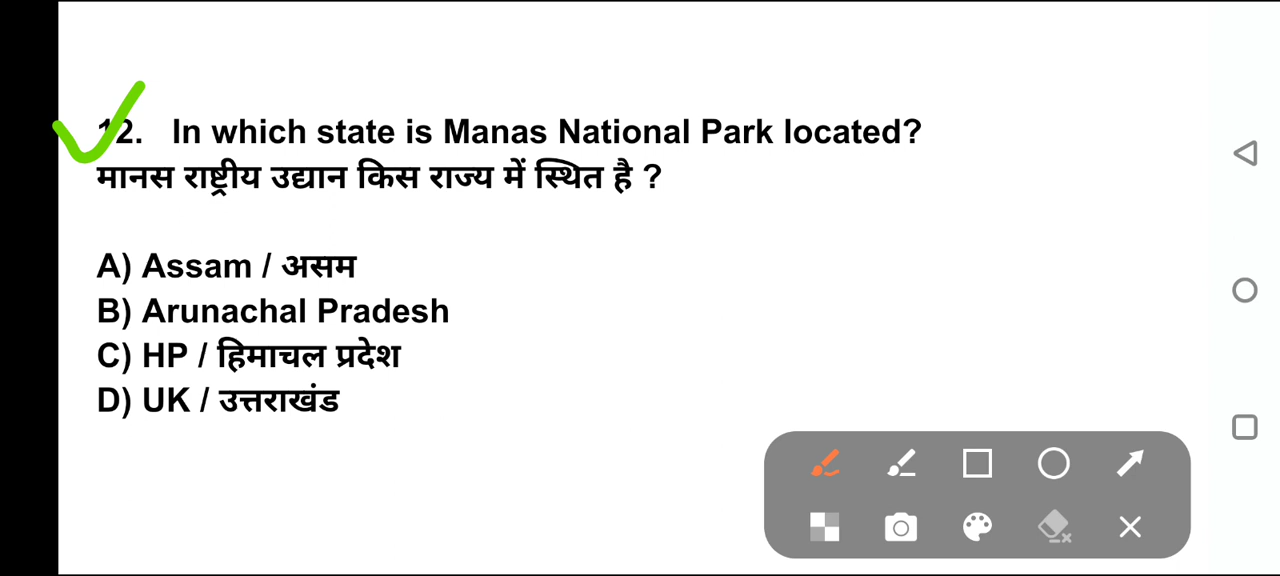 12. In which state is Manas National Park located?
मानस राष्ट्रीय उद्यान किस राज्य में स्थित है ?
A) Assam / असम
B) Arunachal Pradesh
C) HP / हिमाचल प्रदेश
D) UK / उत्तराखंड